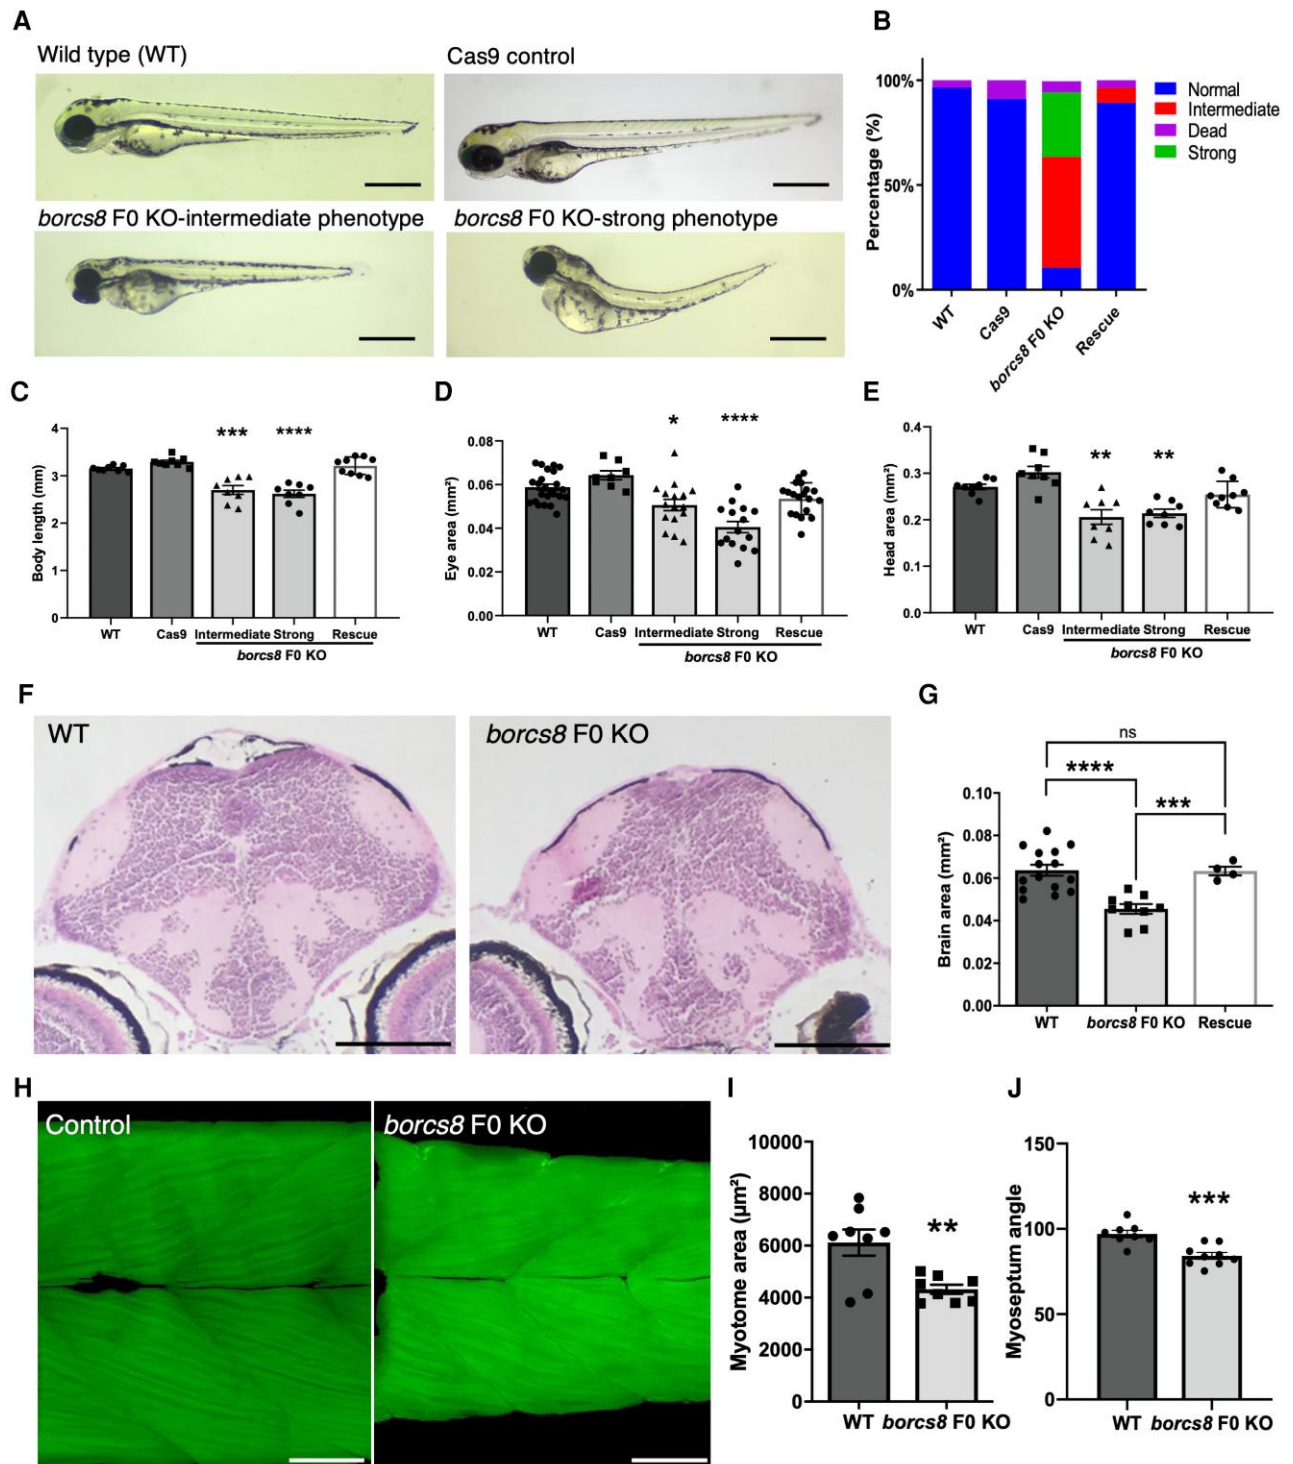 A
Wild type (WT)
Cas9 control
borcs8 F0 KO-intermediate phenotype
borcs8 F0 KO-strong phenotype
B
Percentage (%)
100%
50%
0%
WT
Cas9
borcs8 F0 KO
Rescue
Normal
Intermediate
Dead
Strong
C
Body length (mm)
4
3
2
1
0
*** ****
WT Cas9 Intermediate Strong Rescue
borcs8 F0 KO
D
Eye area (mm²)
0.08
0.06
0.04
0.02
0.00
* ****
WT Cas9 Intermediate Strong Rescue
borcs8 F0 KO
E
Head area (mm²)
0.4
0.3
0.2
0.1
0.0
** **
WT Cas9 Intermediate Strong Rescue
borcs8 F0 KO
F
WT
borcs8 F0 KO
G
Brain area (mm²)
0.10
0.08
0.06
0.04
0.02
0.00
ns
****
***
WT borcs8 F0 KO Rescue
H
Control
borcs8 F0 KO
I
Myotome area (μm²)
10000
8000
6000
4000
2000
0
**
WT borcs8 F0 KO
J
Myoseptum angle
150
100
50
0
***
WT borcs8 F0 KO